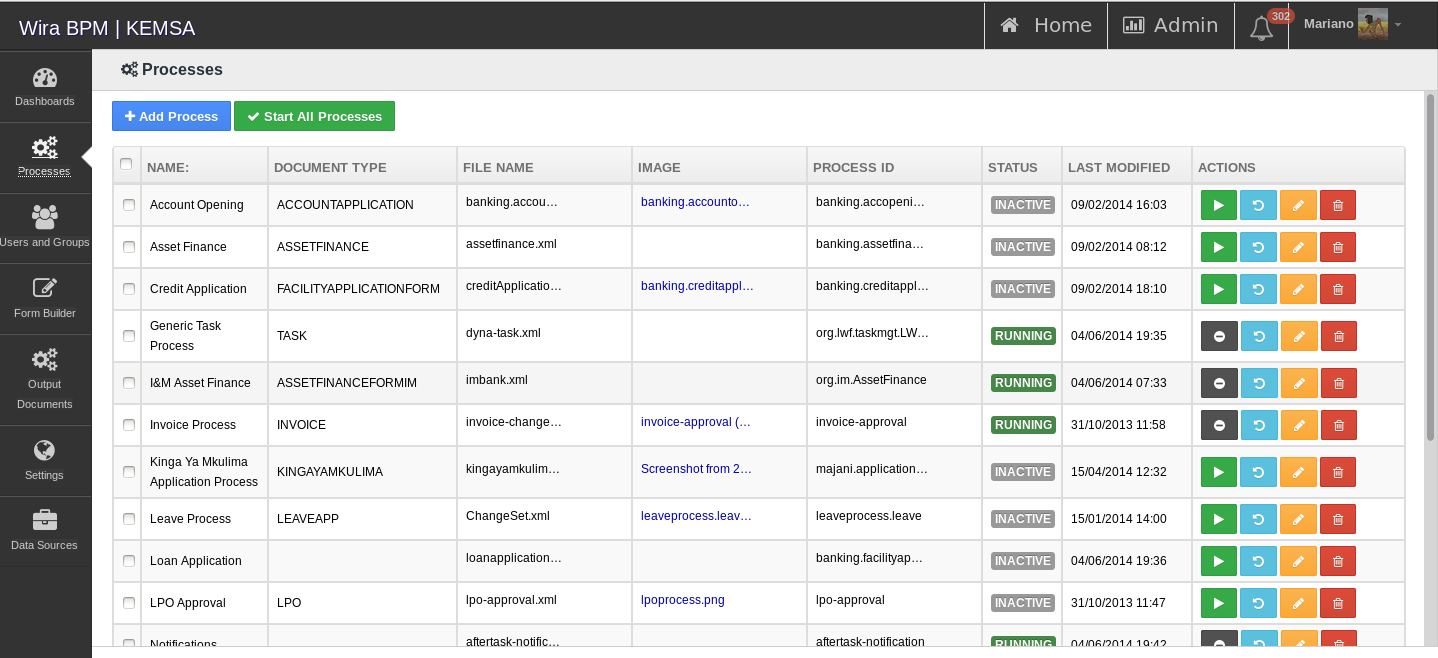 Wira BPM | KEMSA
Home
Admin
302
Mariano
Dashboards
Processes
Users and Groups
Form Builder
Output
Documents
Settings
Data Sources
Processes
Add Process
Start All Processes
NAME: DOCUMENT TYPE FILE NAME IMAGE PROCESS ID STATUS LAST MODIFIED ACTIONS
Account Opening ACCOUNTAPPLICATION banking.accou… banking.accounto… banking.accopeni… INACTIVE 09/02/2014 16:03
Asset Finance ASSETFINANCE assetfinance.xml banking.assetfina… INACTIVE 09/02/2014 08:12
Credit Application FACILITYAPPLICATIONFORM creditApplicatio… banking.creditappl… banking.creditappl… INACTIVE 09/02/2014 18:10
Generic Task
Process TASK dyna-task.xml org.lwf.taskmgt.LW… RUNNING 04/06/2014 19:35
I&M Asset Finance ASSETFINANCEFORMIM imbank.xml org.im.AssetFinance RUNNING 04/06/2014 07:33
Invoice Process INVOICE invoice-change… invoice-approval (… invoice-approval RUNNING 31/10/2013 11:58
Kinga Ya Mkulima
Application Process KINGAYAMKULIMA kingayamkulim… Screenshot from 2… majani.application… INACTIVE 15/04/2014 12:32
Leave Process LEAVEAPP ChangeSet.xml leaveprocess.leav… leaveprocess.leave INACTIVE 15/01/2014 14:00
Loan Application loanapplication… banking.facilityap… INACTIVE 04/06/2014 19:36
LPO Approval LPO lpo-approval.xml lpoprocess.png lpo-approval INACTIVE 31/10/2013 11:47
Notifications aftertask-notific… aftertask-notification RUNNING 04/06/2014 19:42